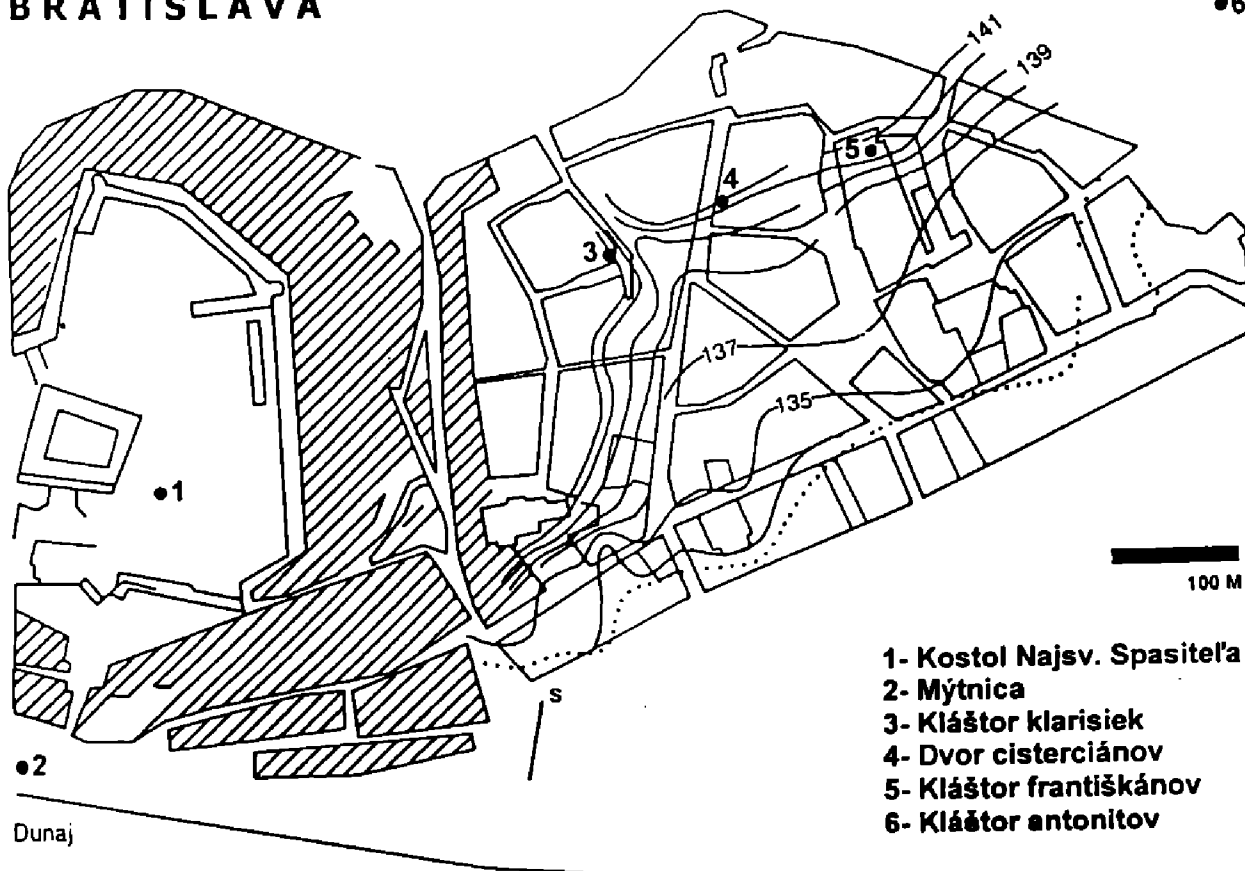 BRATISLAVA
6
141
139
5
4
3
137
135
1
100 M
S
2
Dunaj
1- Kostol Najsv. Spasiteľa
2- Mýtnica
3- Kláštor klarisiek
4- Dvor cisterciánov
5- Kláštor františkánov
6- Kláštor antonitov